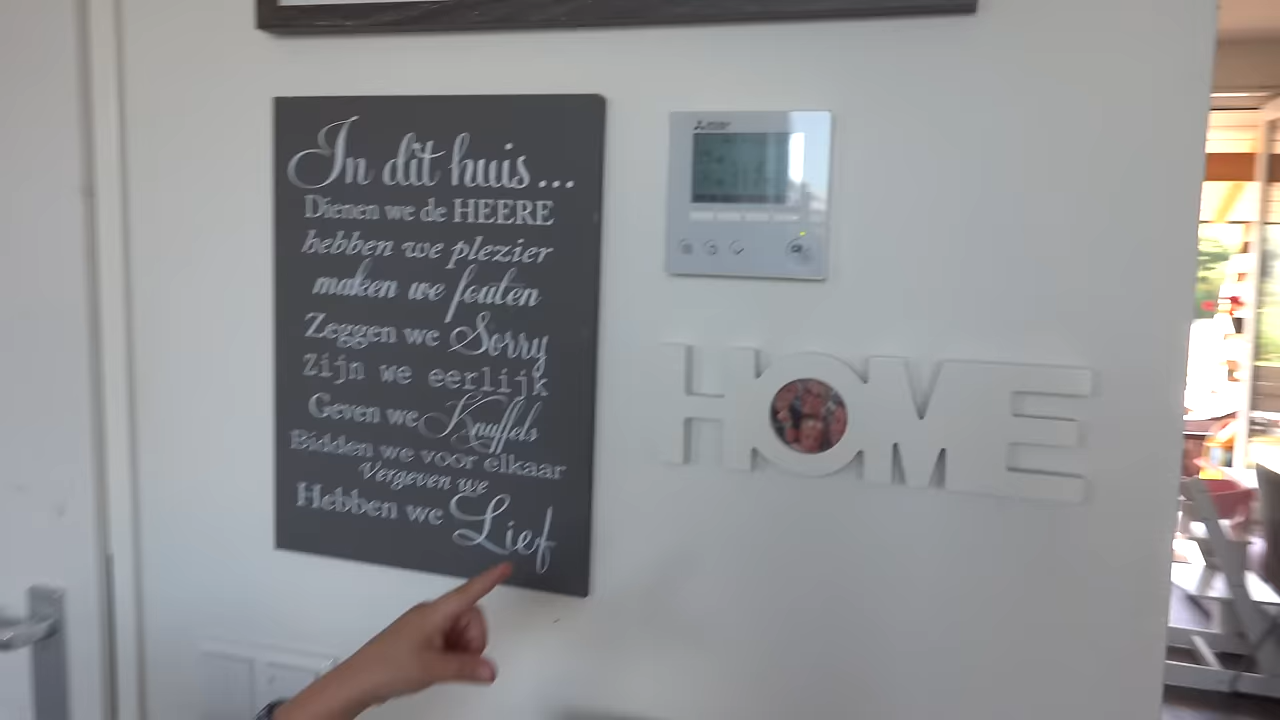 In dit huis...
Dienen we de HEERE
hebben we plezier
maken we fouten
Zeggen we Sorry
Zijn we eerlijk
Geven we Knuffels
Bidden we voor elkaar
Vergeven we
Hebben we Lief
HOME